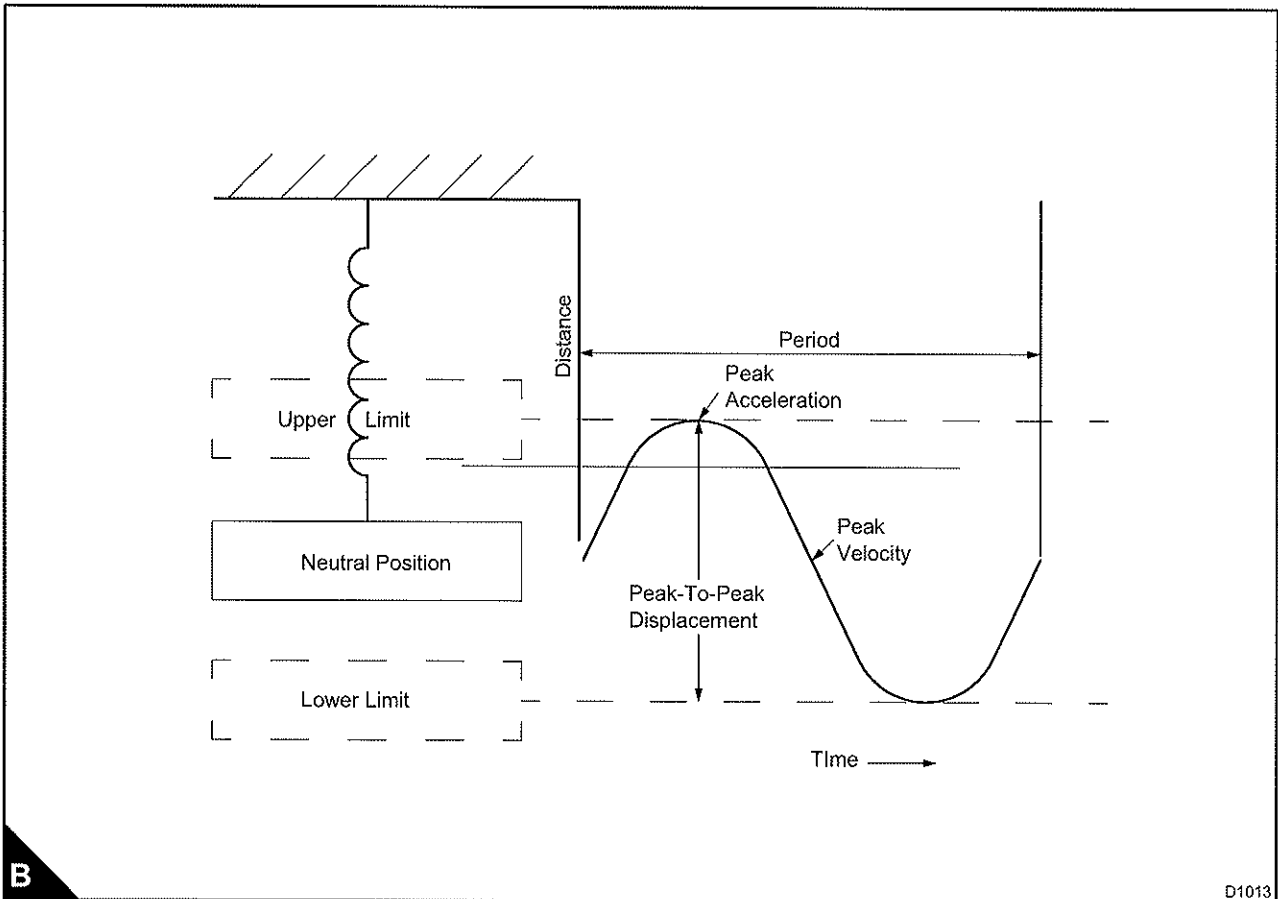 Distance
Period
Peak
Acceleration
Upper Limit
Peak
Velocity
Neutral Position
Peak-To-Peak
Displacement
Lower Limit
TIme
B
D1013